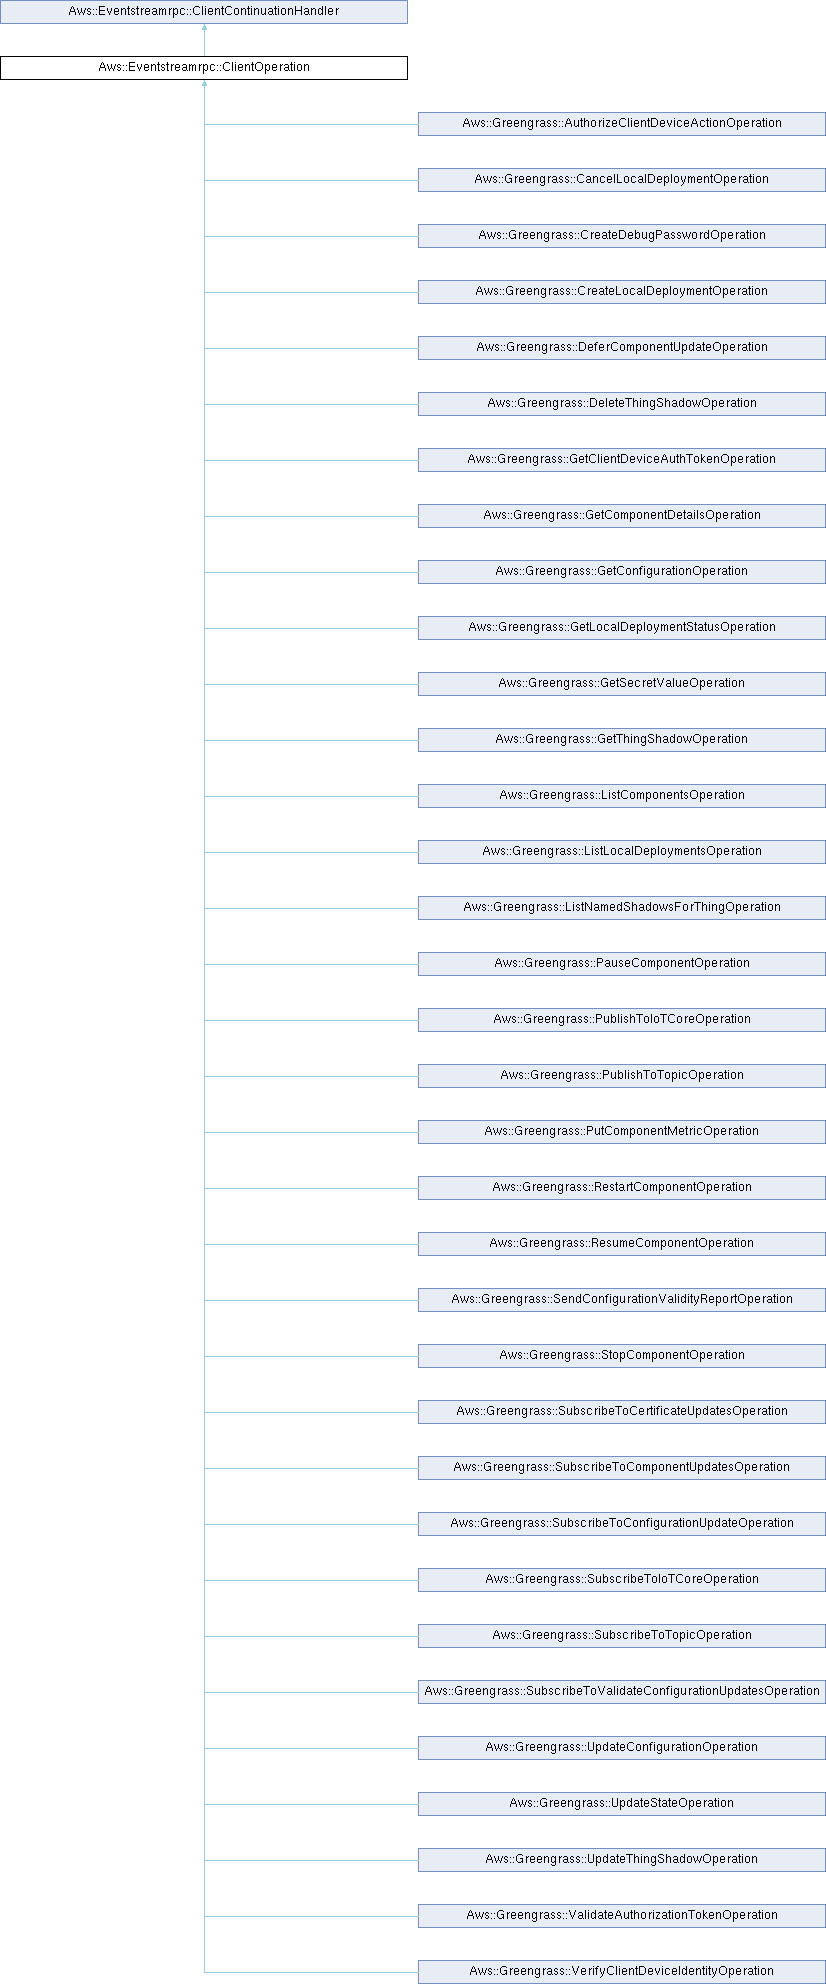 Aws::Eventstreamrpc::ClientContinuationHandler
Aws::Eventstreamrpc::ClientOperation
Aws::Greengrass::AuthorizeClientDeviceActionOperation
Aws::Greengrass::CancelLocalDeploymentOperation
Aws::Greengrass::CreateDebugPasswordOperation
Aws::Greengrass::CreateLocalDeploymentOperation
Aws::Greengrass::DeferComponentUpdateOperation
Aws::Greengrass::DeleteThingShadowOperation
Aws::Greengrass::GetClientDeviceAuthTokenOperation
Aws::Greengrass::GetComponentDetailsOperation
Aws::Greengrass::GetConfigurationOperation
Aws::Greengrass::GetLocalDeploymentStatusOperation
Aws::Greengrass::GetSecretValueOperation
Aws::Greengrass::GetThingShadowOperation
Aws::Greengrass::ListComponentsOperation
Aws::Greengrass::ListLocalDeploymentsOperation
Aws::Greengrass::ListNamedShadowsForThingOperation
Aws::Greengrass::PauseComponentOperation
Aws::Greengrass::PublishToIoTCoreOperation
Aws::Greengrass::PublishToTopicOperation
Aws::Greengrass::PutComponentMetricOperation
Aws::Greengrass::RestartComponentOperation
Aws::Greengrass::ResumeComponentOperation
Aws::Greengrass::SendConfigurationValidityReportOperation
Aws::Greengrass::StopComponentOperation
Aws::Greengrass::SubscribeToCertificateUpdatesOperation
Aws::Greengrass::SubscribeToComponentUpdatesOperation
Aws::Greengrass::SubscribeToConfigurationUpdateOperation
Aws::Greengrass::SubscribeToIoTCoreOperation
Aws::Greengrass::SubscribeToTopicOperation
Aws::Greengrass::SubscribeToValidateConfigurationUpdatesOperation
Aws::Greengrass::UpdateConfigurationOperation
Aws::Greengrass::UpdateStateOperation
Aws::Greengrass::UpdateThingShadowOperation
Aws::Greengrass::ValidateAuthorizationTokenOperation
Aws::Greengrass::VerifyClientDeviceIdentityOperation